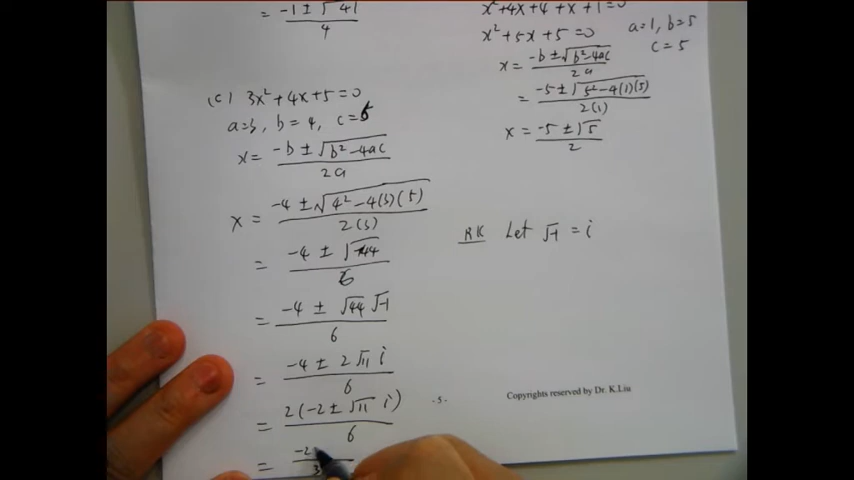 = -1 ± √41 / 4
(c) 3x² + 4x + 5 = 0
a=3, b = 4, c = 5
x = -b ± √b² - 4ac / 2a
x = -4 ± √4² - 4(3)(5) / 2(3)
= -4 ± √-44 / 6
= -4 ± √44 √-1 / 6
= -4 ± 2√11 i / 6
= 2(-2 ± √11 i) / 6
= -2 / 3
x² + 4x + 4 + x + 1 = 0
x² + 5x + 5 = 0
a = 1, b = 5
c = 5
x = -b ± √b² - 4ac / 2a
= -5 ± √5² - 4(1)(5) / 2(1)
x = -5 ± √5 / 2
RK Let √-1 = i
-5-
Copyrights reserved by Dr. K.Liu